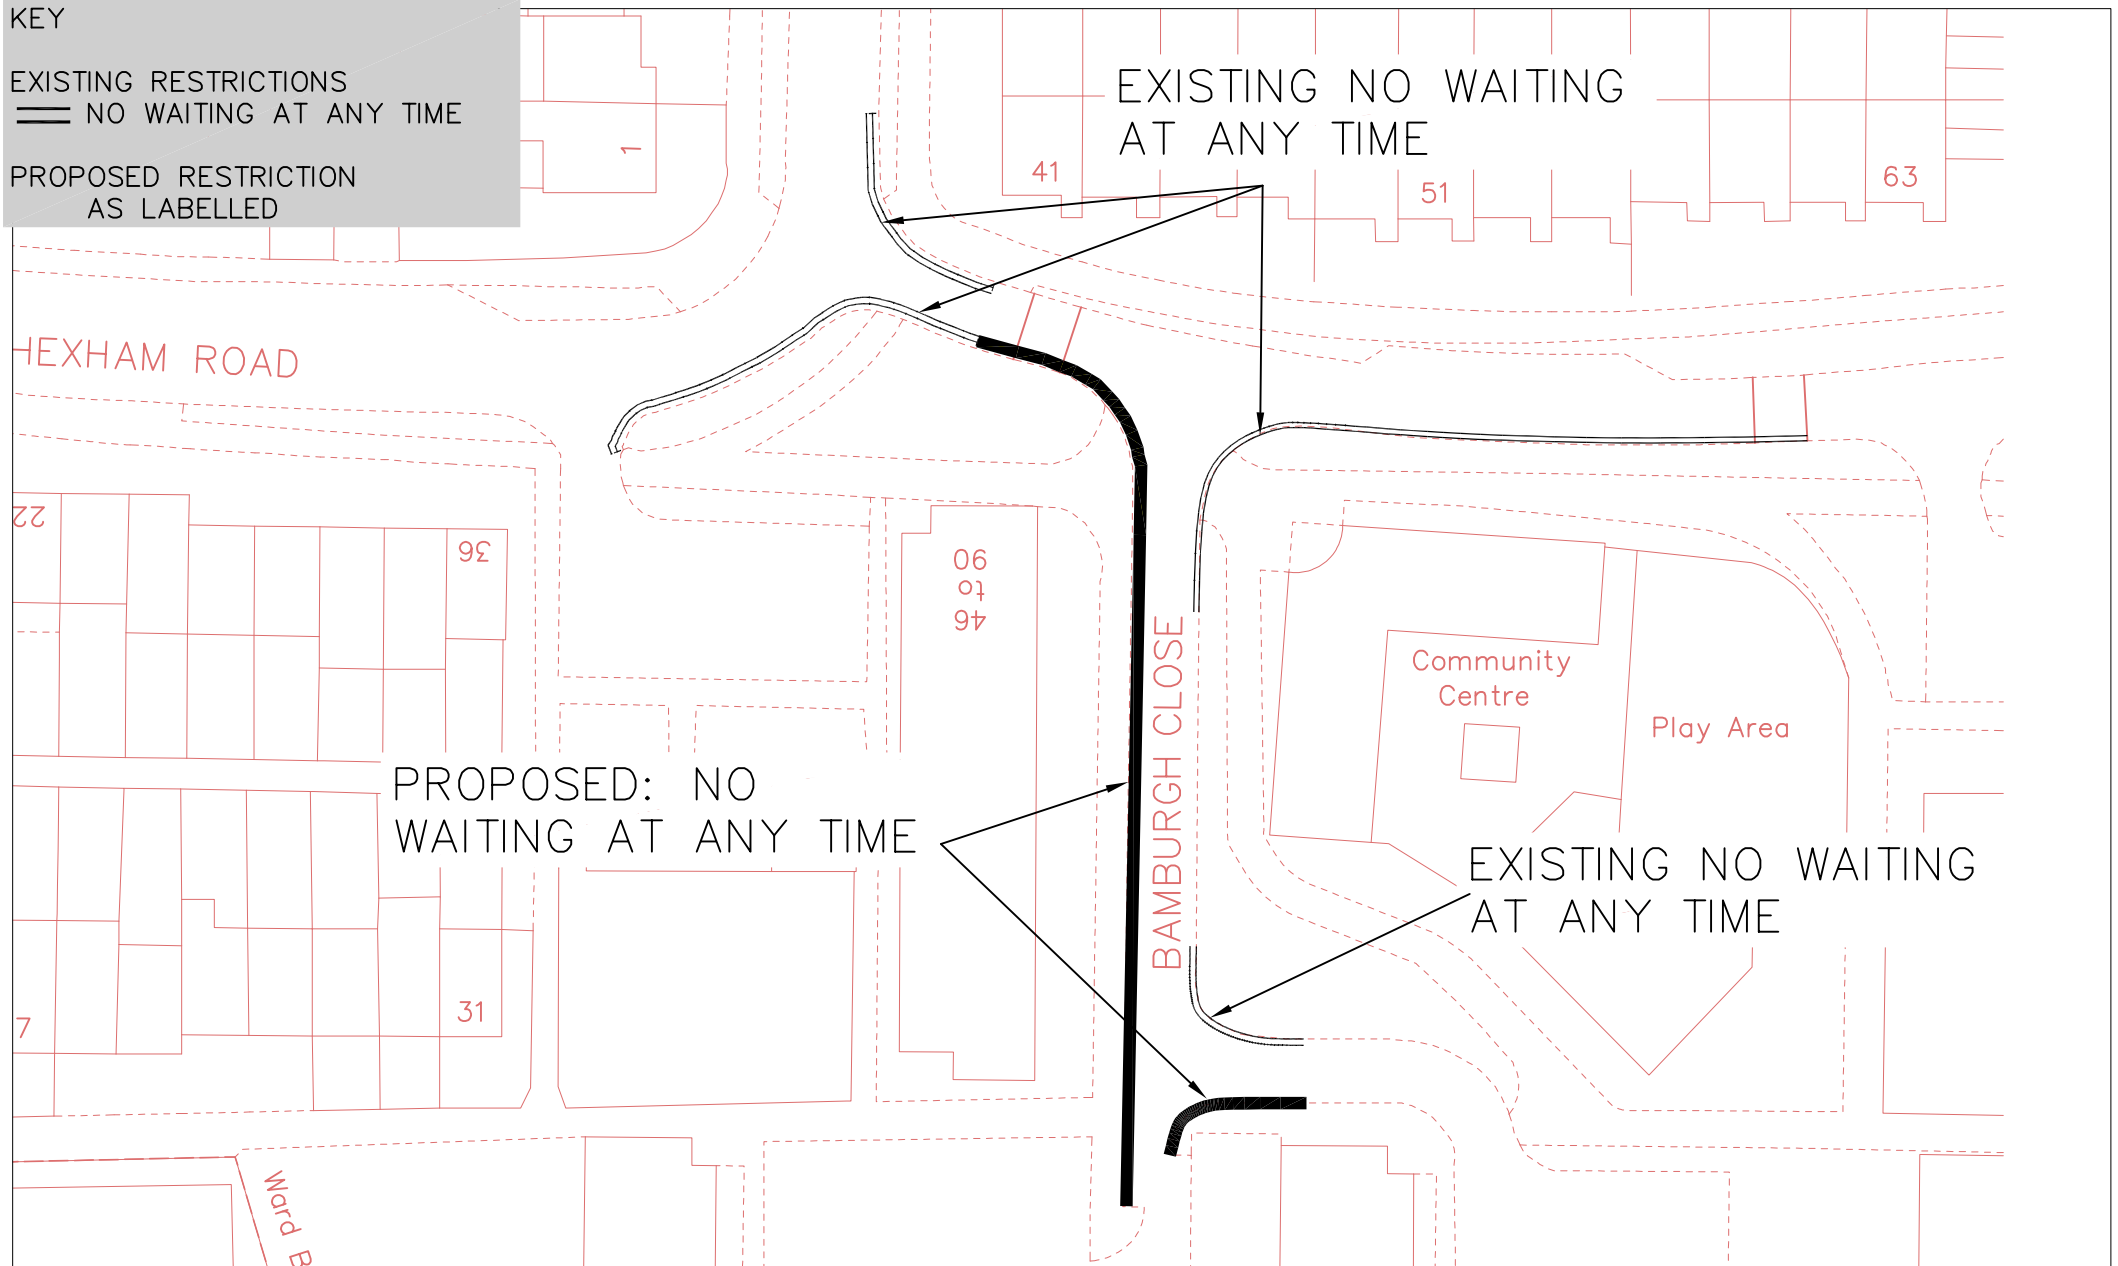 KEY
EXISTING RESTRICTIONS
NO WAITING AT ANY TIME
PROPOSED RESTRICTION
AS LABELLED
EXISTING NO WAITING
AT ANY TIME
1
41
51
63
HEXHAM ROAD
22
36
90
to
46
BAMBURGH CLOSE
Community
Centre
Play Area
PROPOSED: NO
WAITING AT ANY TIME
EXISTING NO WAITING
AT ANY TIME
7
31
Ward B